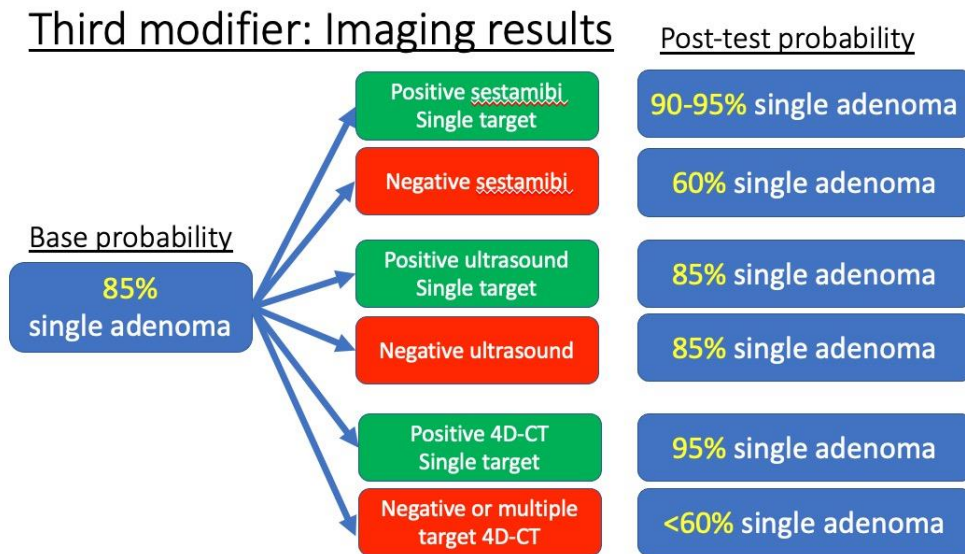 Third modifier: Imaging results
Post-test probability
Positive sestamibi
Single target
90-95% single adenoma
Negative sestamibi
60% single adenoma
Base probability
85%
single adenoma
Positive ultrasound
Single target
85% single adenoma
Negative ultrasound
85% single adenoma
Positive 4D-CT
Single target
95% single adenoma
Negative or multiple
target 4D-CT
<60% single adenoma